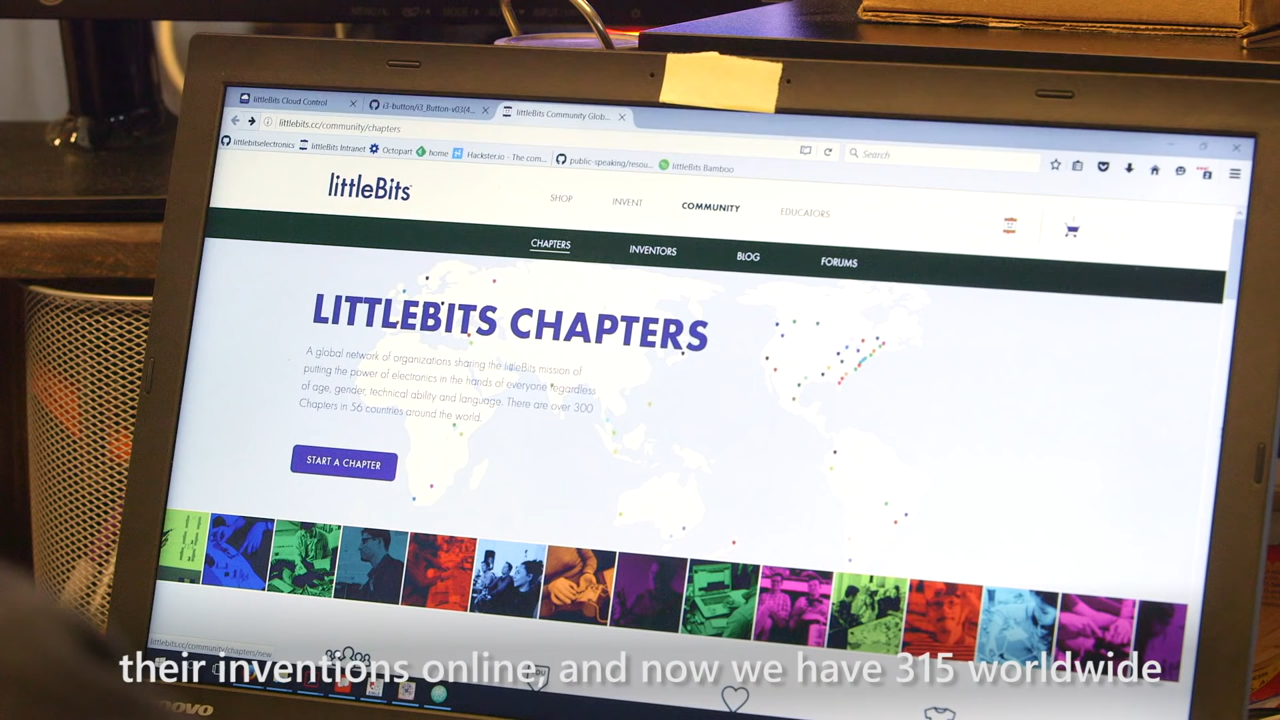 littleBits Cloud Control
i3-button/i3_Button-v03(4...
littleBits Community Glob...
littlebits.cc/community/chapters
Search
littlebitselectronics
littleBits Intranet
Octopart
home
Hackster.io - The com...
public-speaking/resou...
littleBits Bamboo
littleBits
SHOP
INVENT
COMMUNITY
EDUCATORS
CHAPTERS
INVENTORS
BLOG
FORUMS
LITTLEBITS CHAPTERS
A global network of organizations sharing the littleBits mission of
putting the power of electronics in the hands of everyone regardless
of age, gender, technical ability and language. There are over 300
Chapters in 56 countries around the world.
START A CHAPTER
littlebits.cc/community/chapters/new
their inventions online, and now we have 315 worldwide